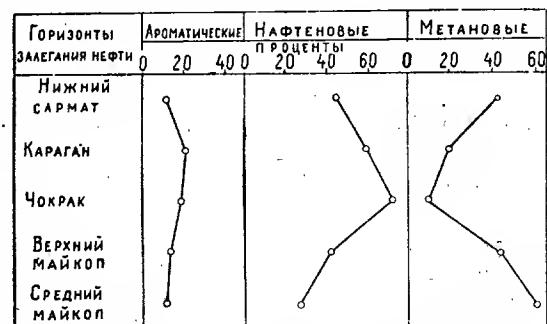 Горизонты залегания нефти
Ароматические Нафтеновые Метановые
проценты
0 20 40 0 20 40 60 0 20 40 60
Нижний сармат
Караган
Чокрак
Верхний майкоп
Средний майкоп